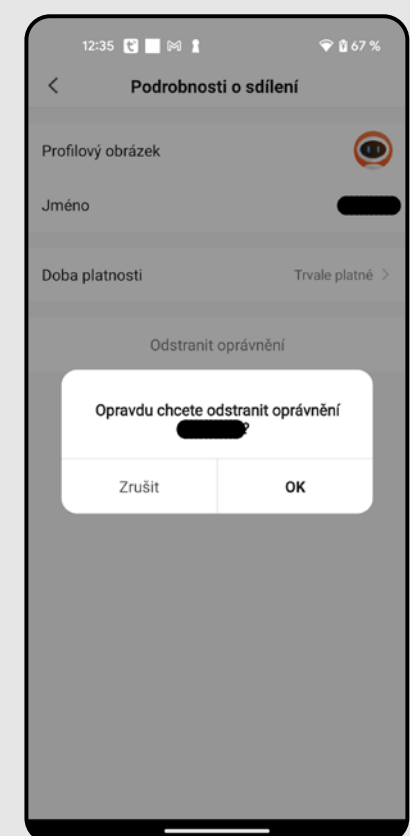 12:35 67 %
Podrobnosti o sdílení
Profilový obrázek
Jméno
Doba platnosti Trvale platné
Odstranit oprávnění
Opravdu chcete odstranit oprávnění
?
Zrušit OK